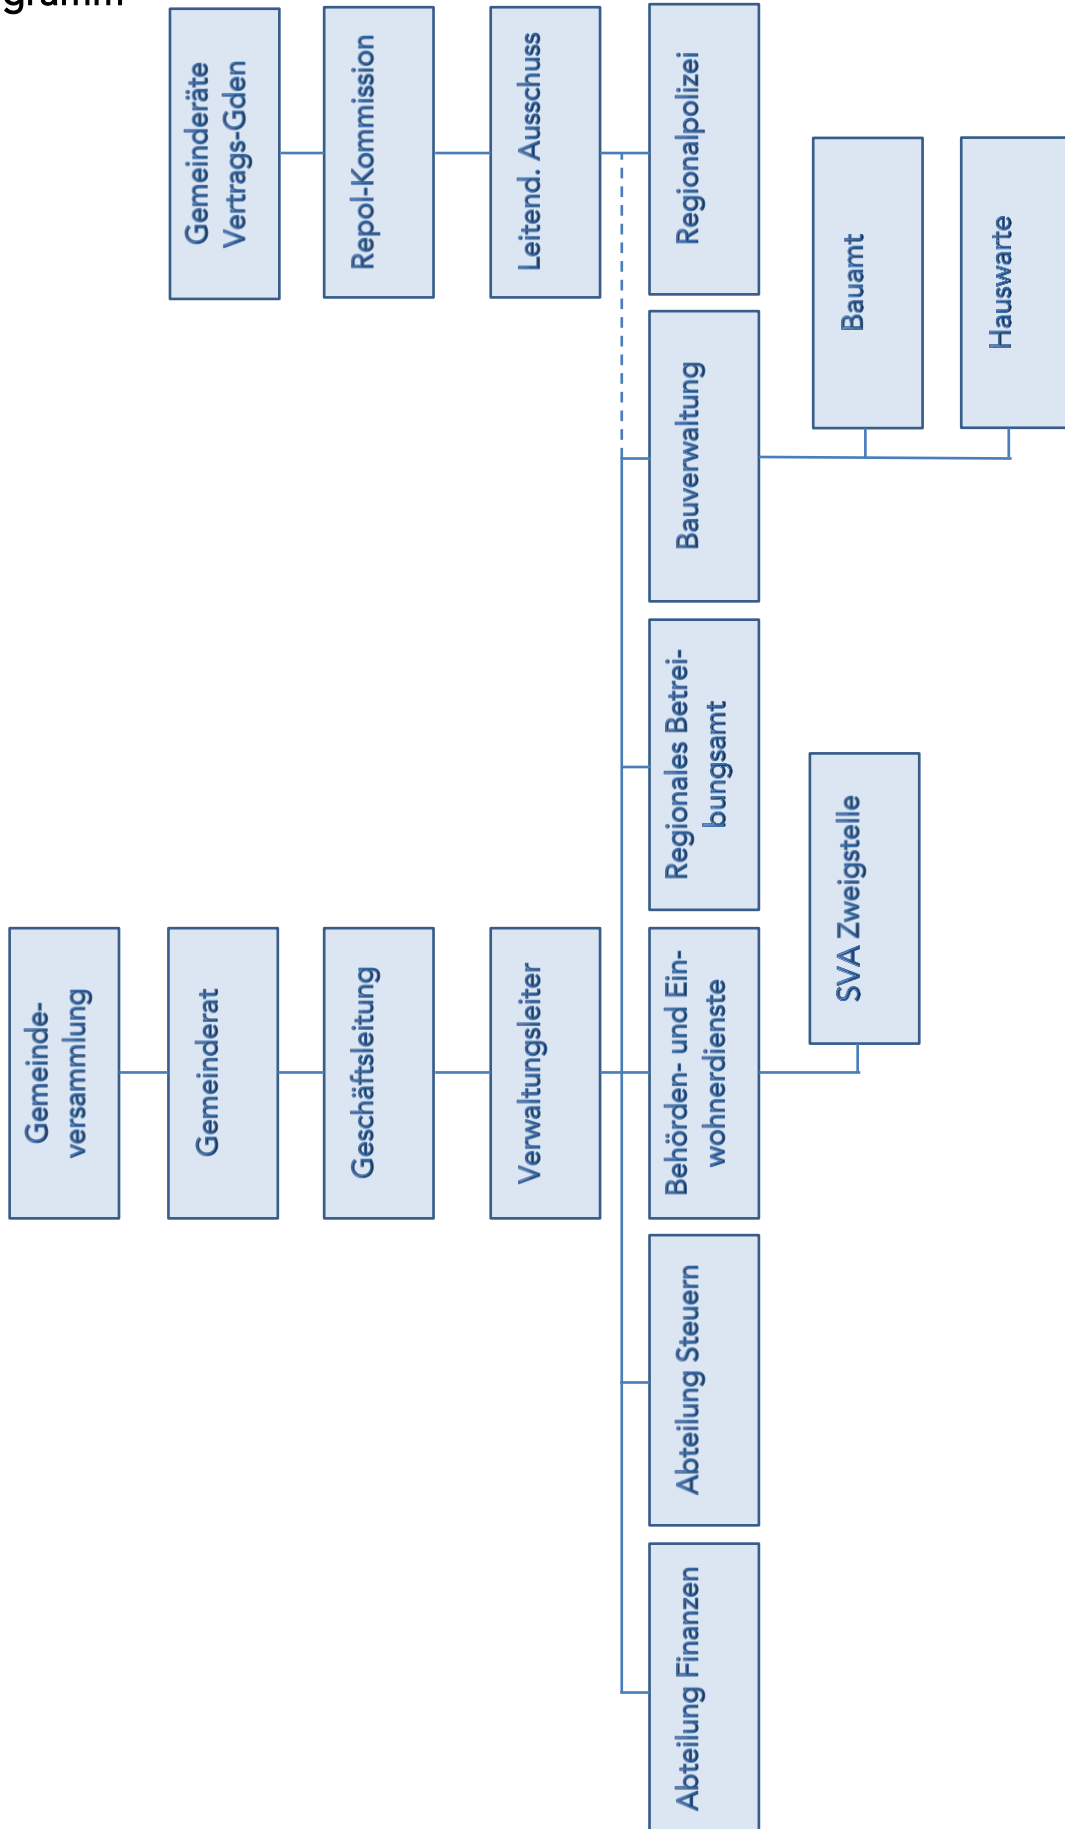 gramm
Gemeinde-
versammlung
Gemeinderat
Gemeinderäte
Vertrags-Gden
Geschäftsleitung
Repol-Kommission
Verwaltungsleiter
Leitend. Ausschuss
Abteilung Finanzen
Abteilung Steuern
Behörden- und Ein-
wohnerdienste
Regionales Betrei-
bungsamt
Bauverwaltung
Regionalpolizei
SVA Zweigstelle
Bauamt
Hauswarte